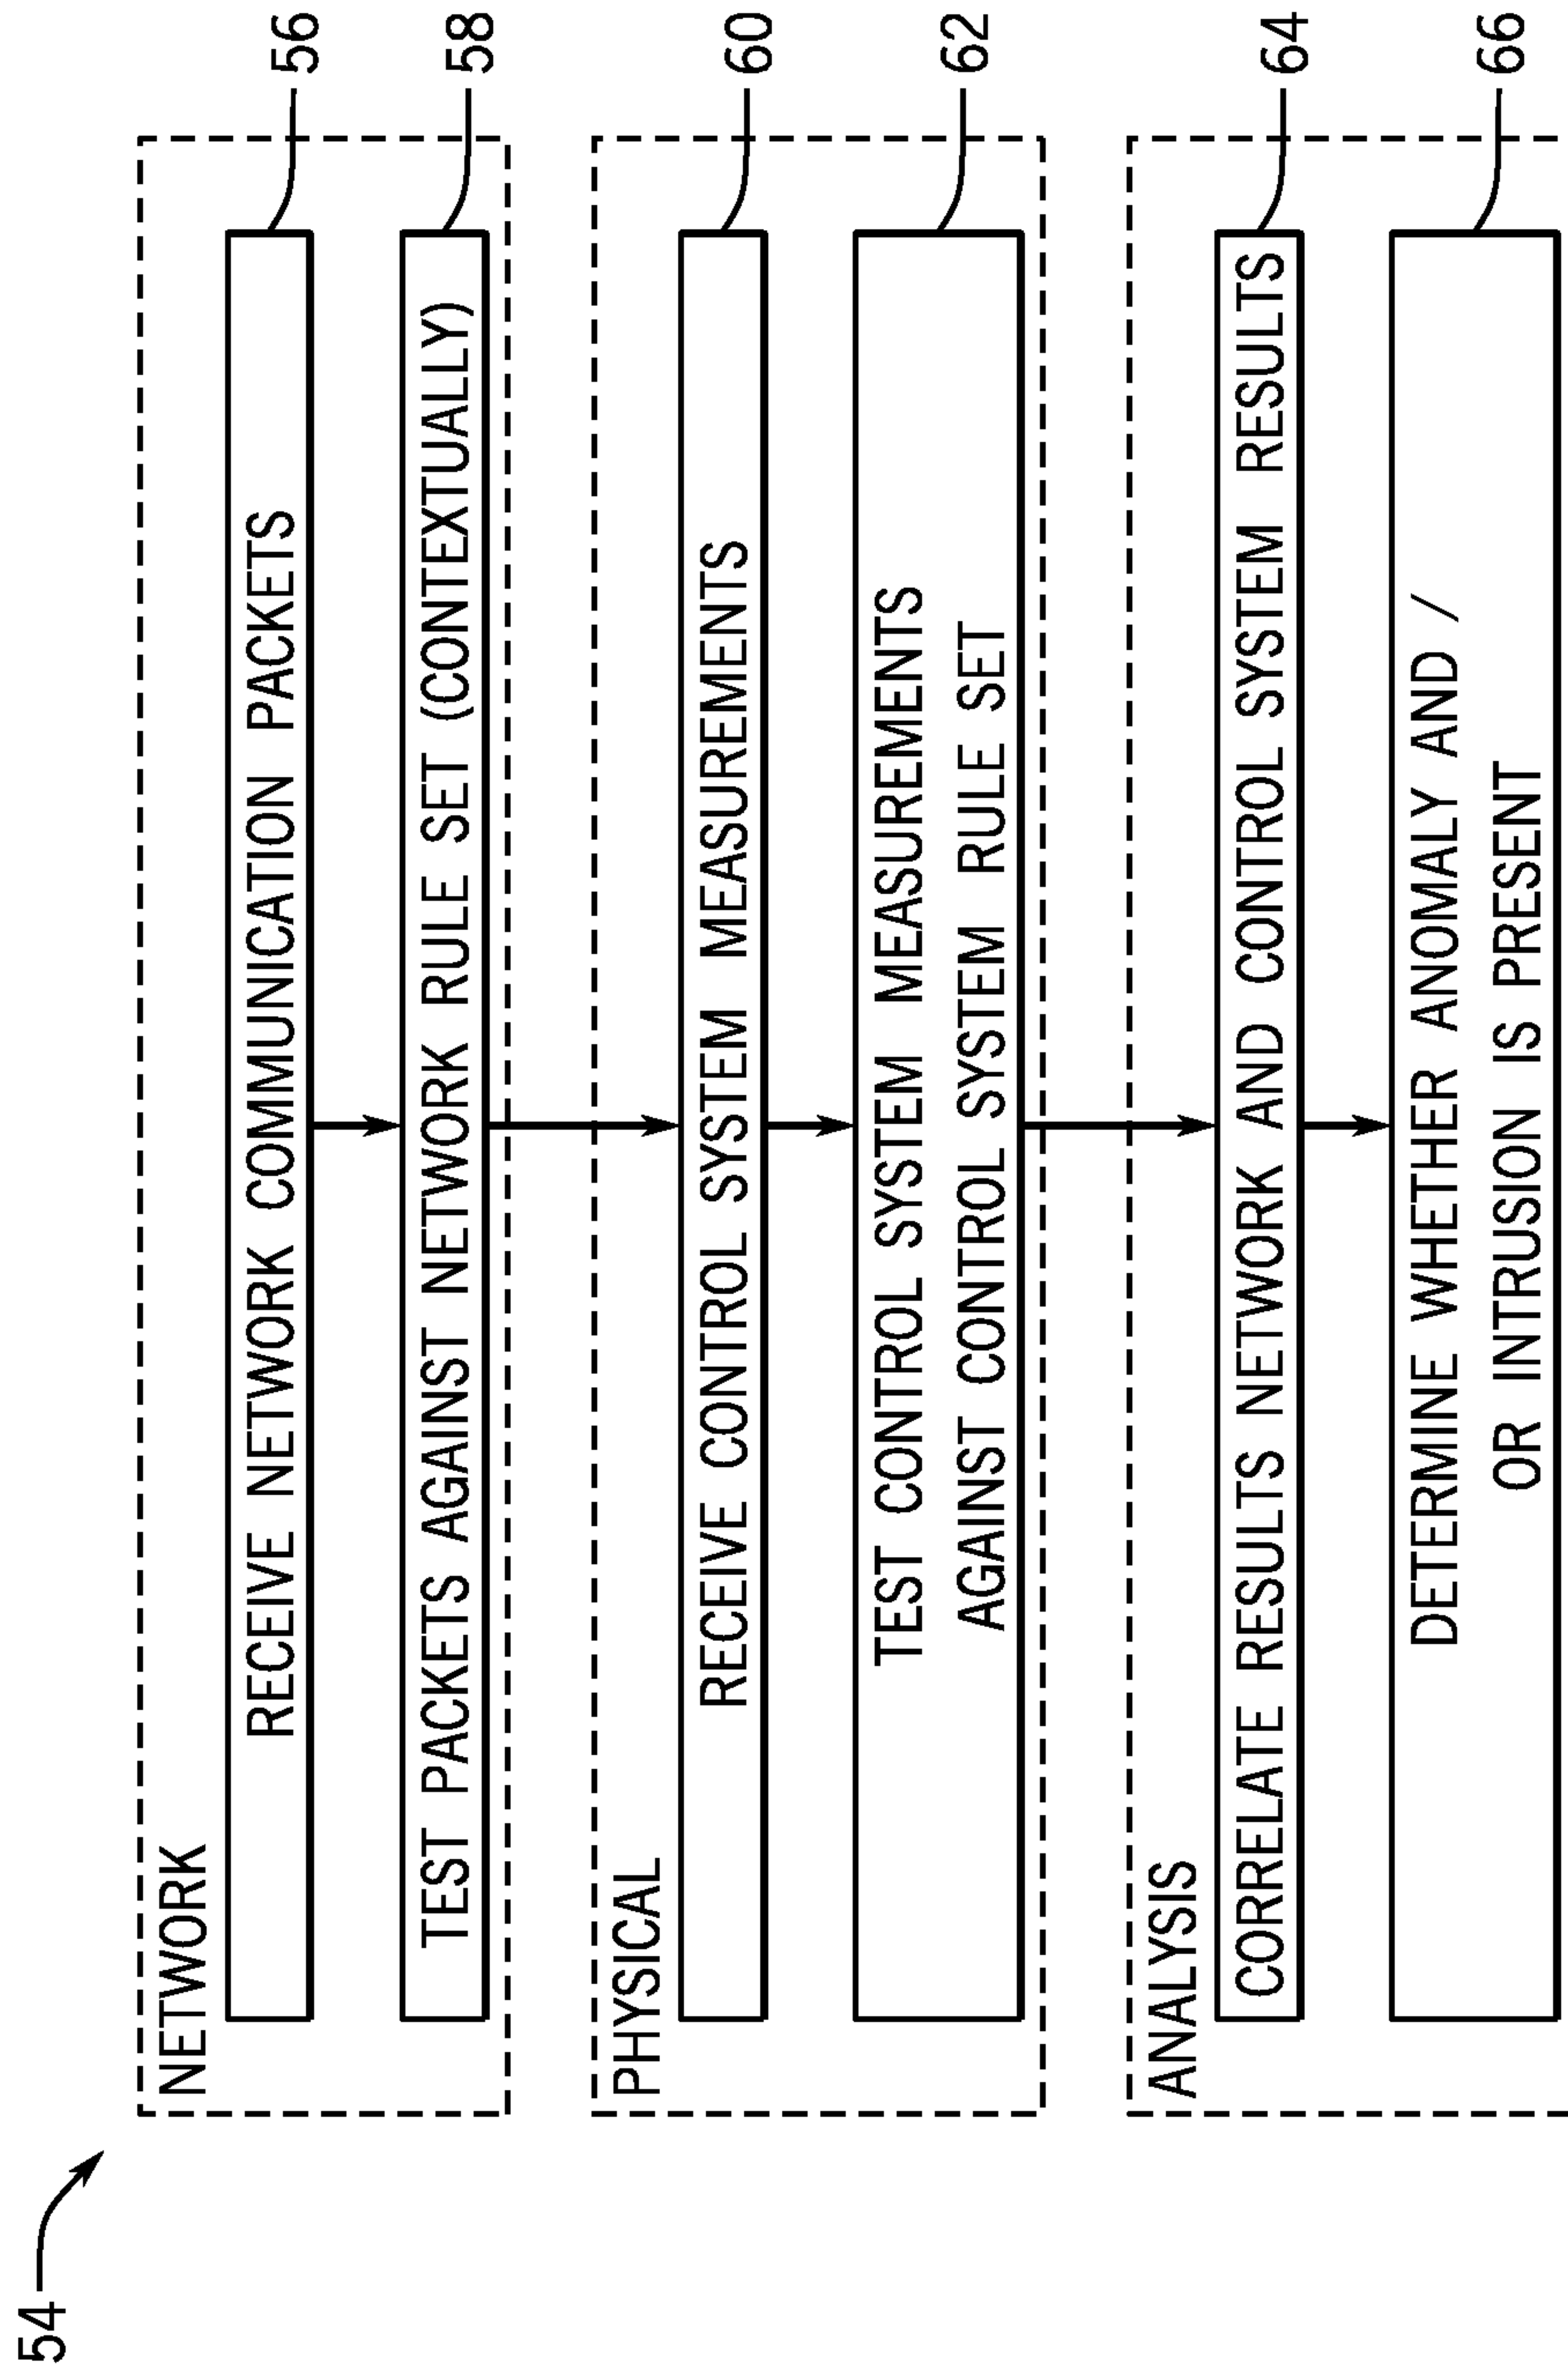 54
NETWORK
RECEIVE NETWORK COMMUNICATION PACKETS
56
TEST PACKETS AGAINST NETWORK RULE SET (CONTEXTUALLY)
58
PHYSICAL
RECEIVE CONTROL SYSTEM MEASUREMENTS
60
TEST CONTROL SYSTEM MEASUREMENTS
AGAINST CONTROL SYSTEM RULE SET
62
ANALYSIS
CORRELATE RESULTS NETWORK AND CONTROL SYSTEM RESULTS
64
DETERMINE WHETHER ANOMALY AND /
OR INTRUSION IS PRESENT
66